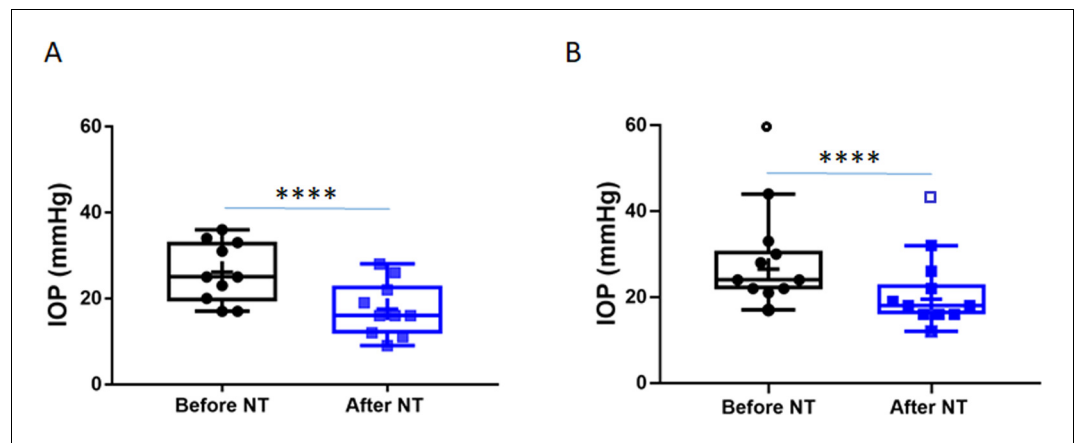 A
B
60
40
20
0
IOP (mmHg)
****
Before NT
After NT
60
40
20
0
IOP (mmHg)
****
Before NT
After NT